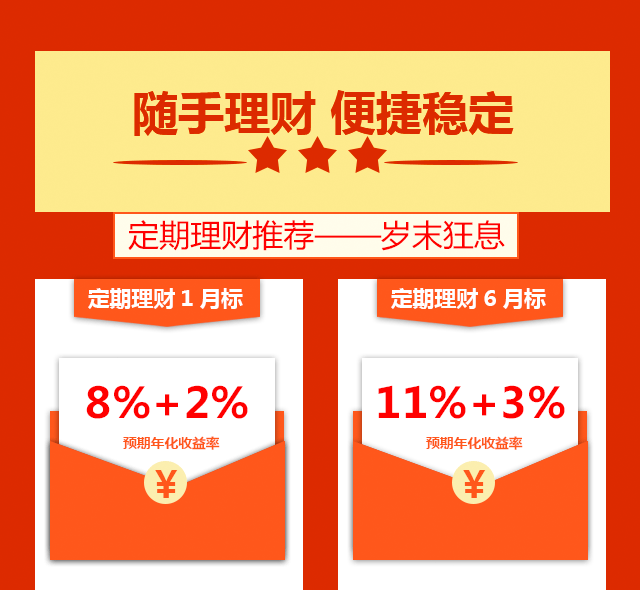 随手理财 便捷稳定
定期理财推荐——岁末狂息
定期理财1月标
8%+2%
预期年化收益率
¥
定期理财6月标
11%+3%
预期年化收益率
¥